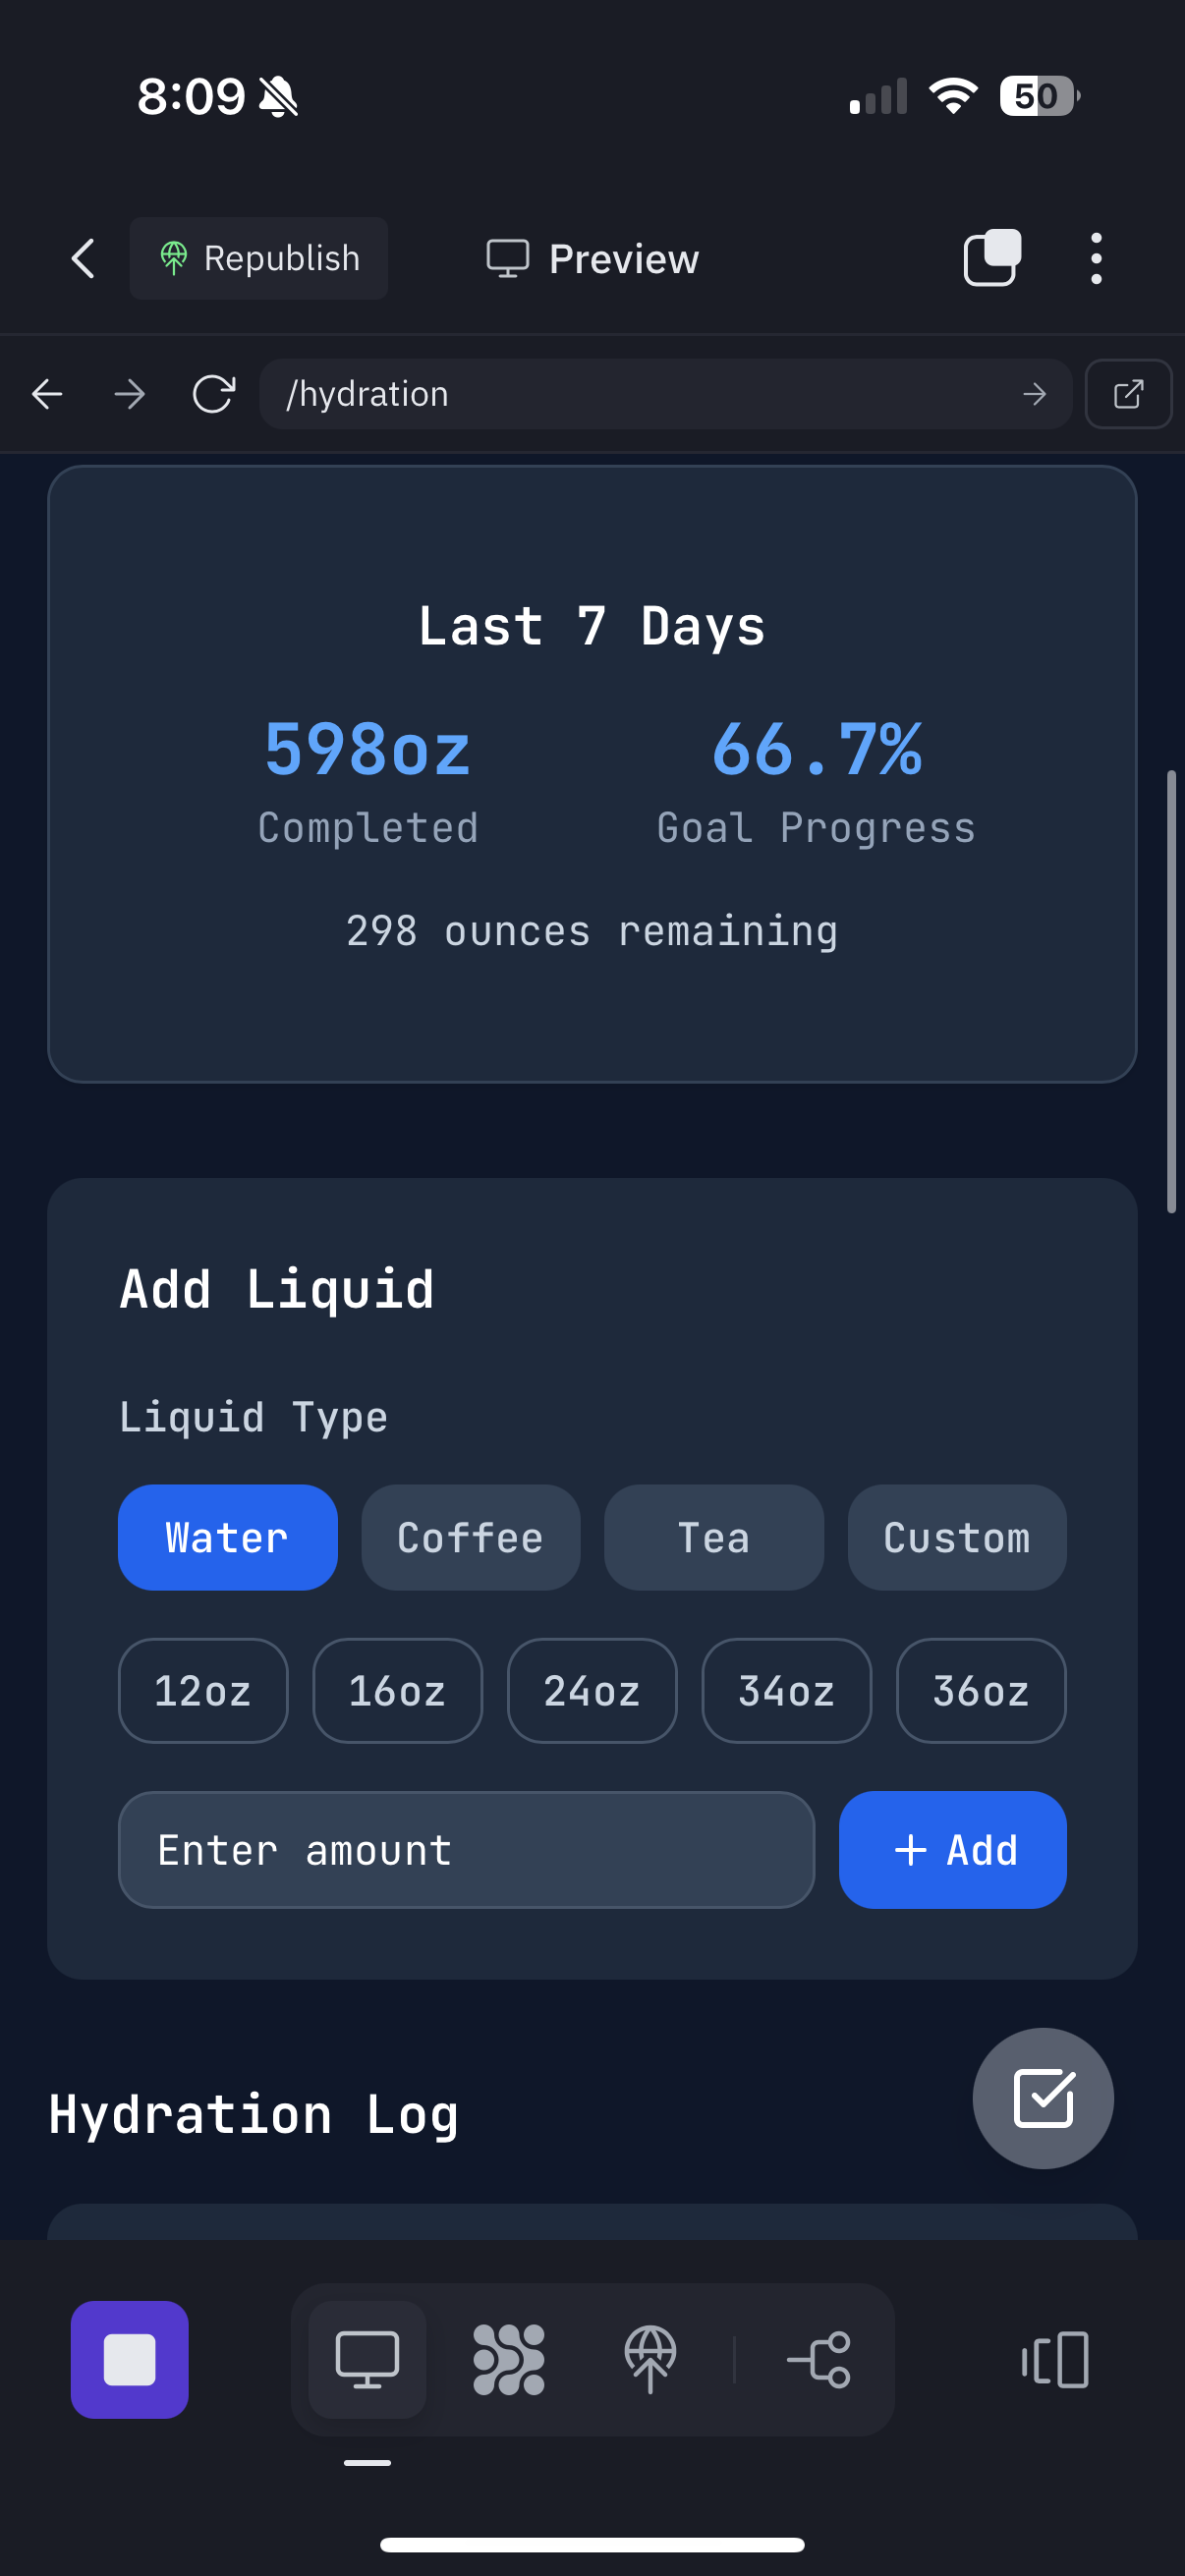 8:09
50
Republish
Preview
/hydration
Last 7 Days
598oz
66.7%
Completed
Goal Progress
298 ounces remaining
Add Liquid
Liquid Type
Water
Coffee
Tea
Custom
12oz
16oz
24oz
34oz
36oz
Enter amount
+ Add
Hydration Log